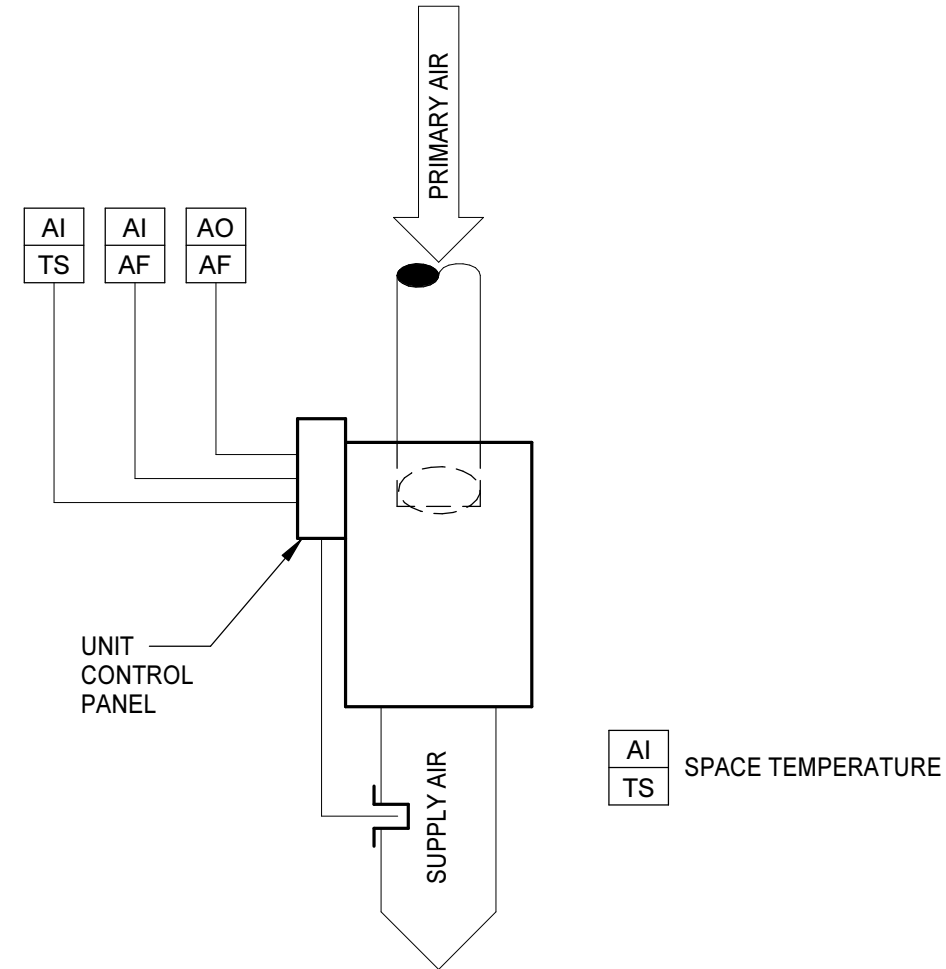 PRIMARY AIR
AI
TS
AI
AF
AO
AF
UNIT
CONTROL
PANEL
SUPPLY AIR
AI
TS
SPACE TEMPERATURE